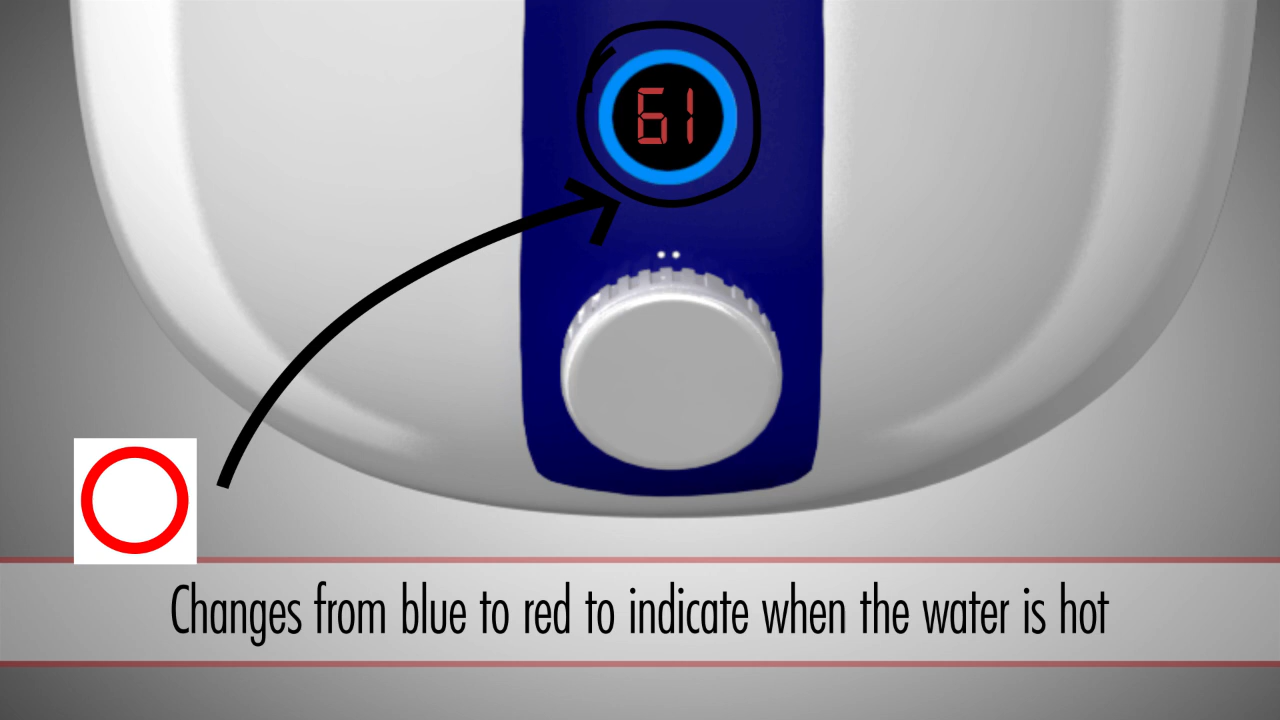 61
Changes from blue to red to indicate when the water is hot